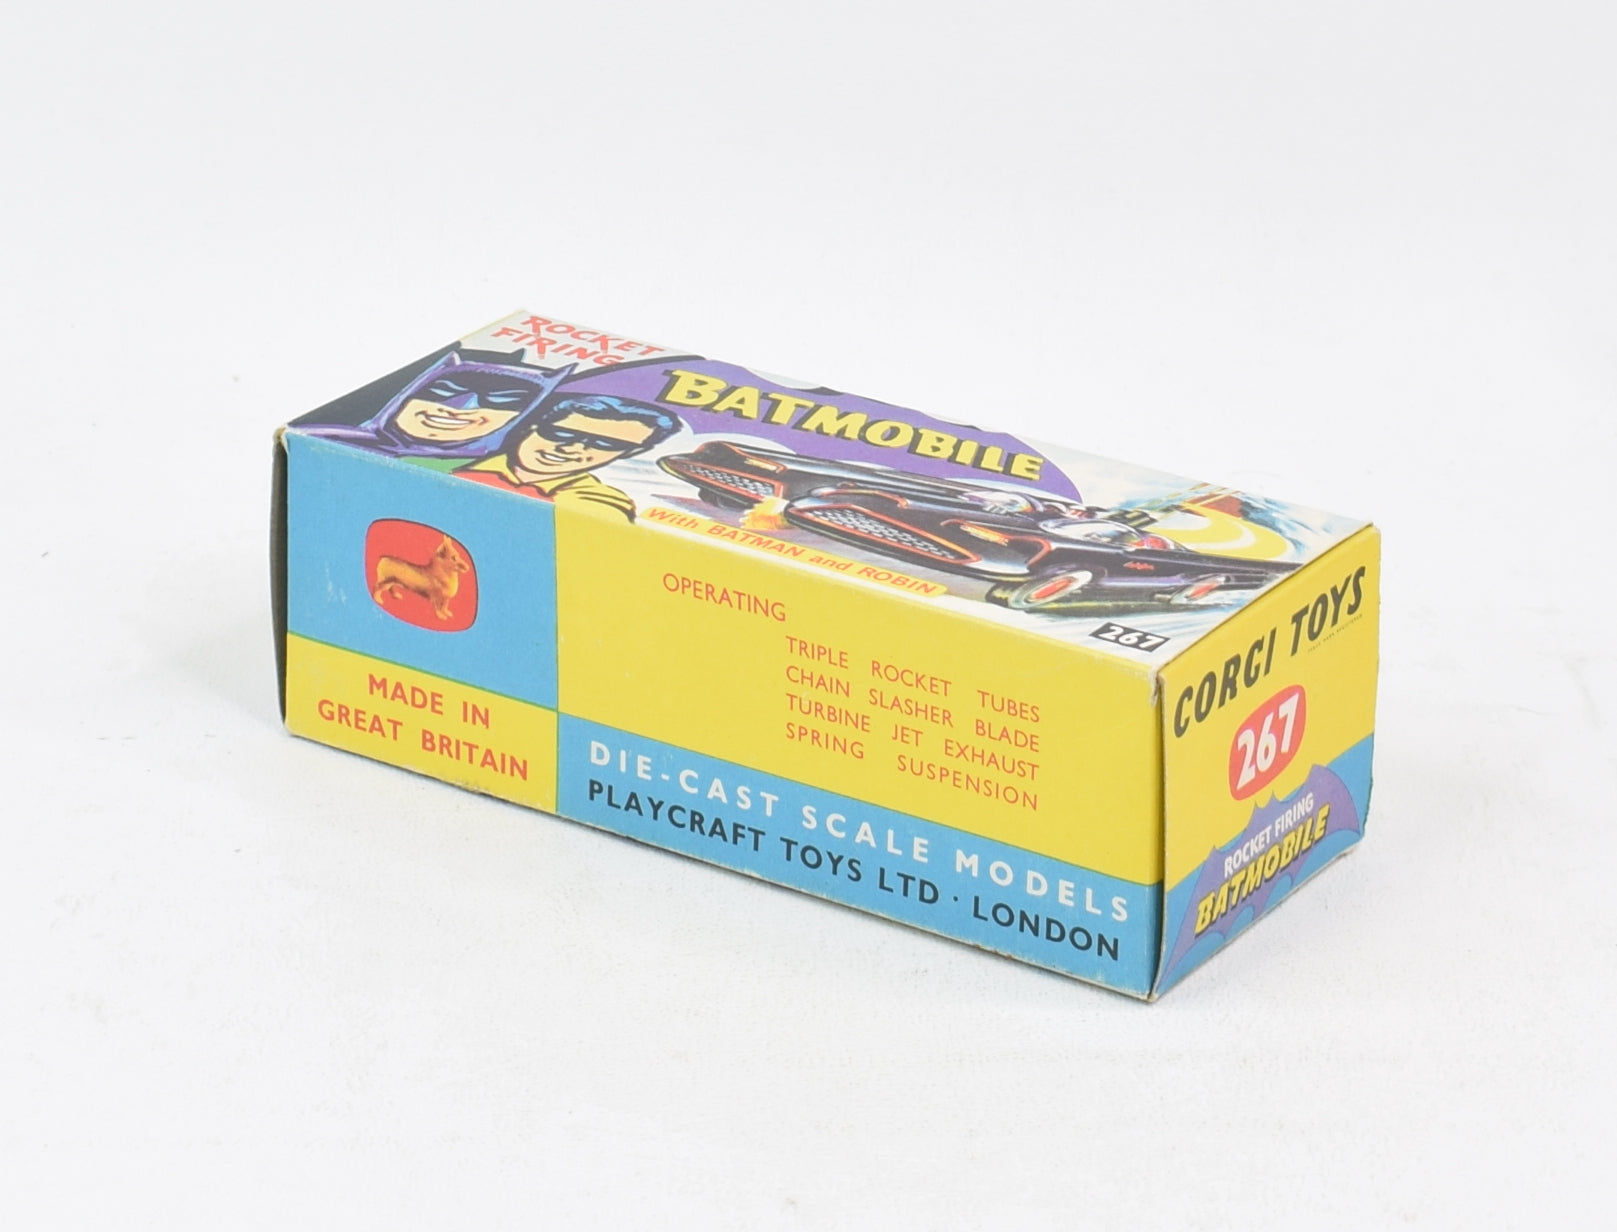 ROCKET
FIRING
BATMOBILE
With BATMAN and ROBIN
267
MADE IN
GREAT BRITAIN
OPERATING
TRIPLE ROCKET TUBES
CHAIN SLASHER BLADE
TURBINE JET EXHAUST
SPRING SUSPENSION
DIE-CAST SCALE MODELS
PLAYCRAFT TOYS LTD · LONDON
CORGI TOYS
267
ROCKET FIRING
BATMOBILE